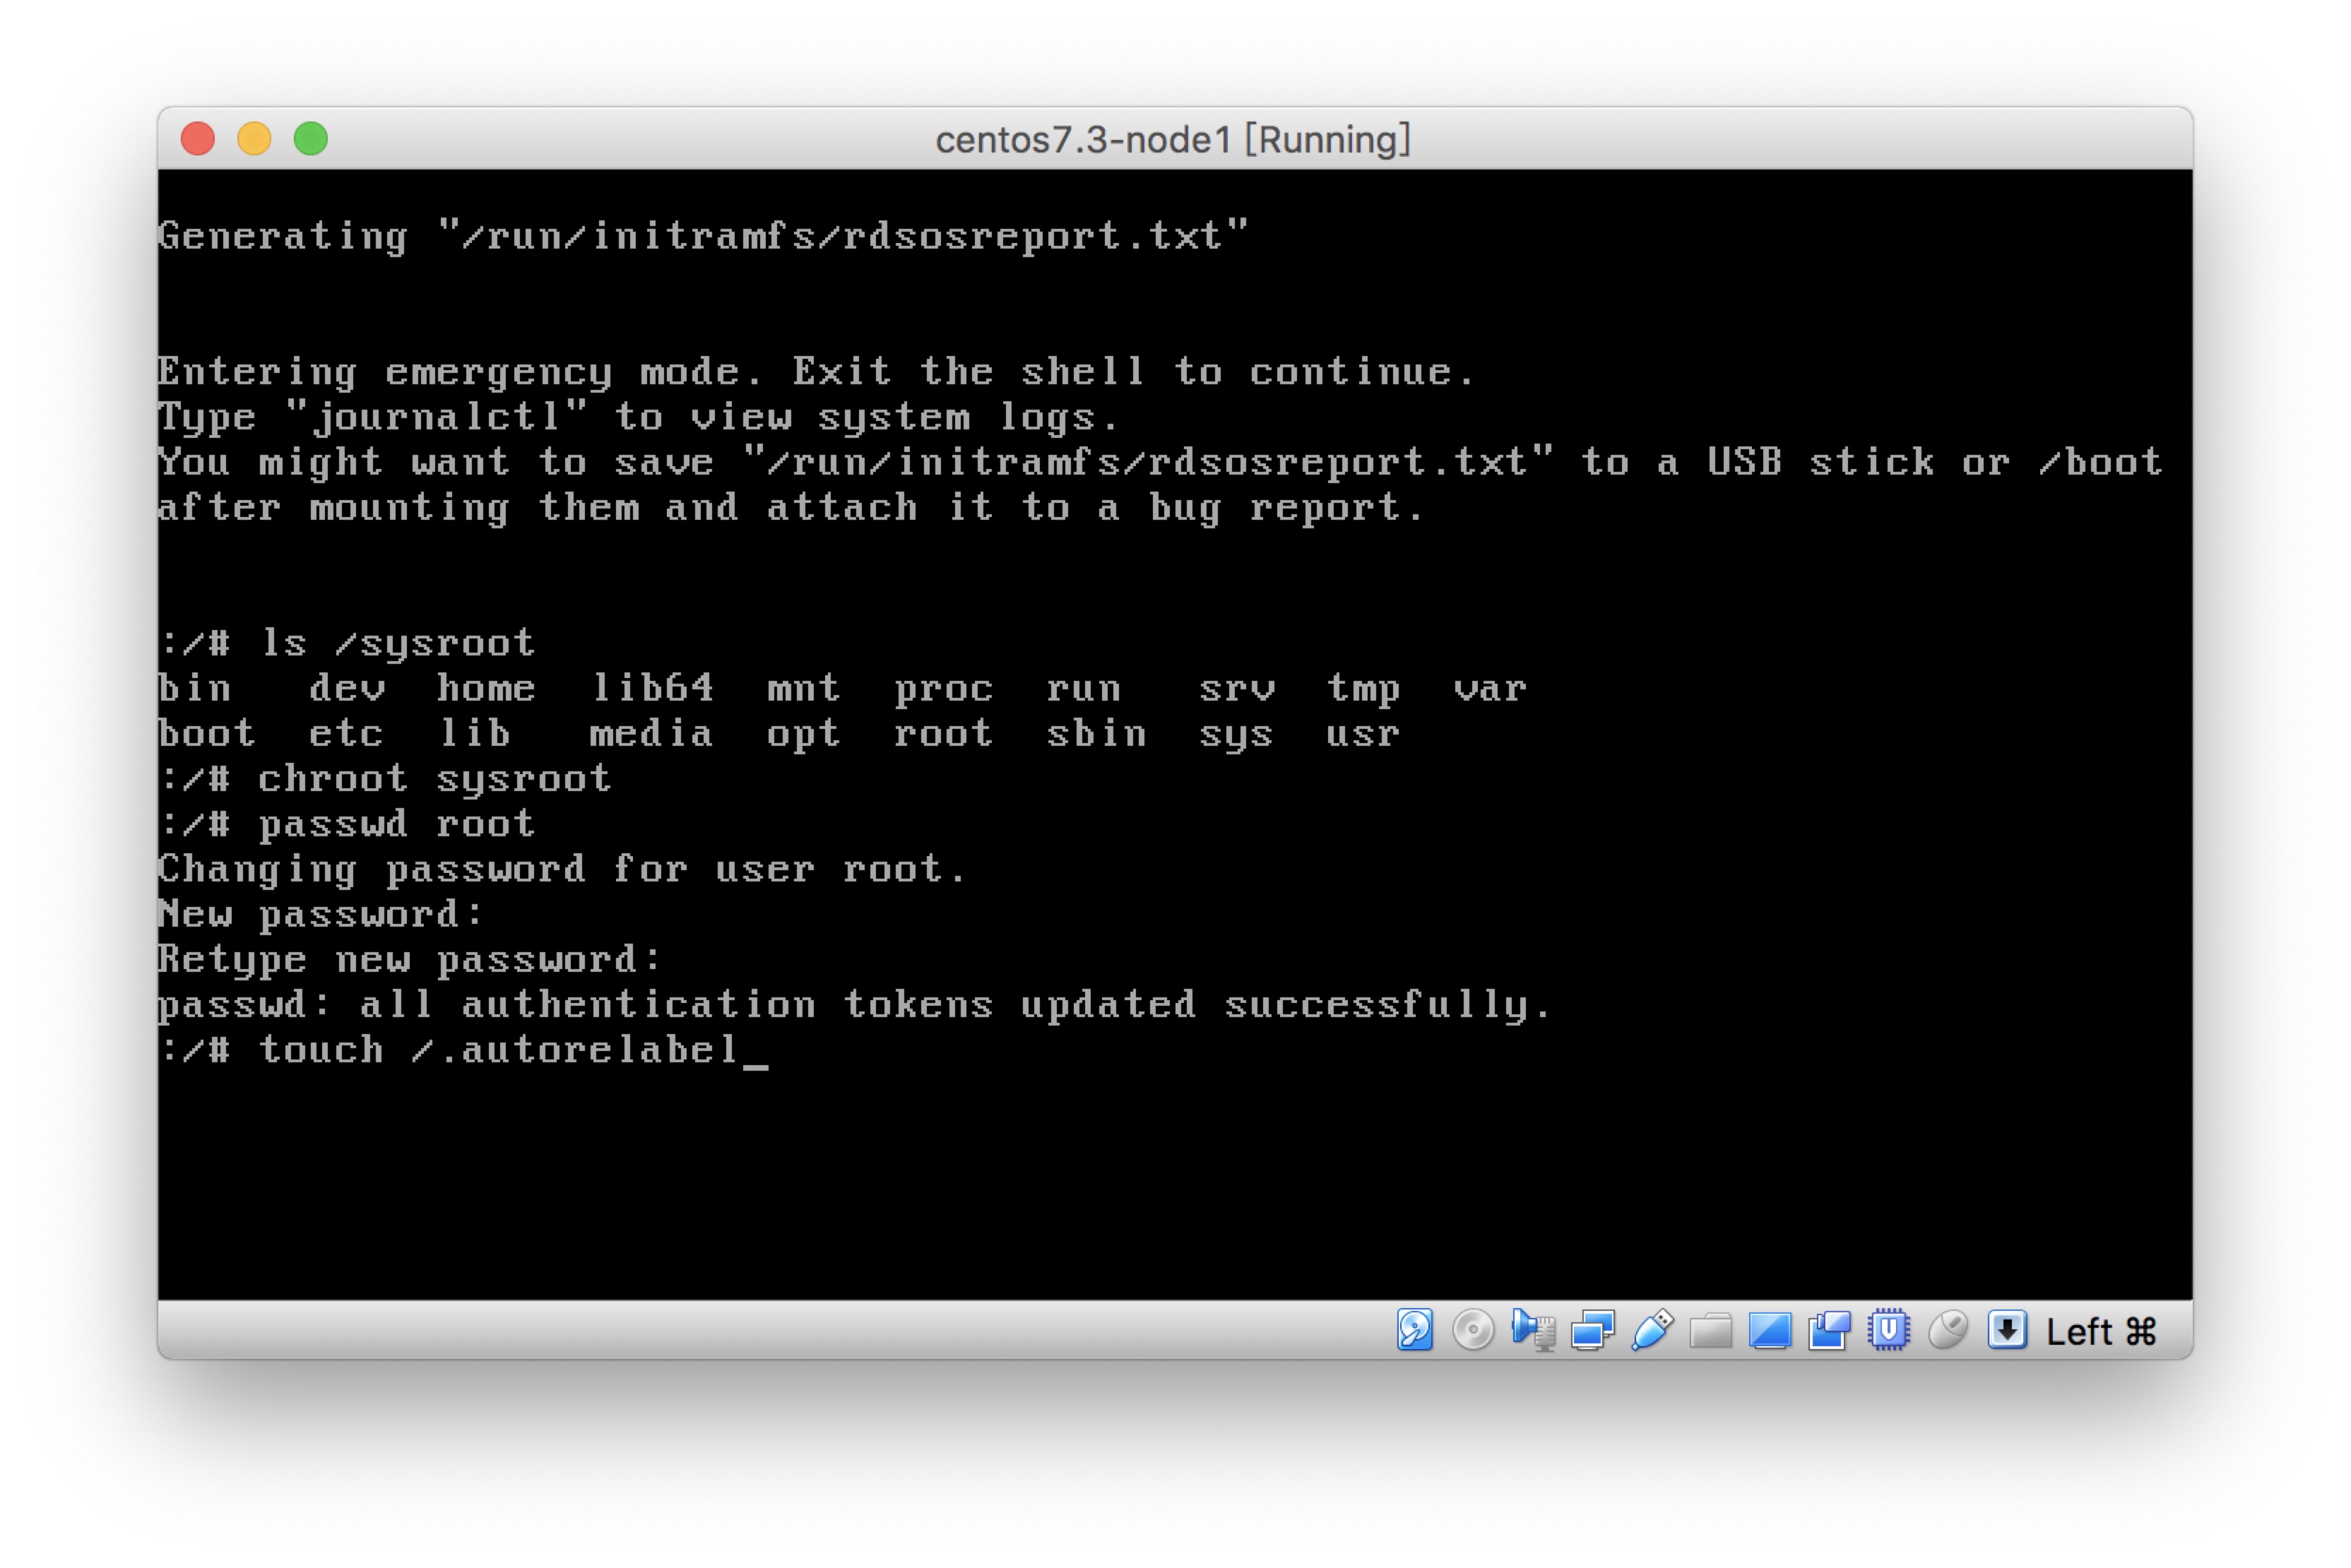 centos7.3-node1 [Running]
Generating "/run/initramfs/rdsosreport.txt"
Entering emergency mode. Exit the shell to continue.
Type "journalctl" to view system logs.
You might want to save "/run/initramfs/rdsosreport.txt" to a USB stick or /boot
after mounting them and attach it to a bug report.
:/# ls /sysroot
bin dev home lib64 mnt proc run srv tmp var
boot etc lib media opt root sbin sys usr
:/# chroot sysroot
:/# passwd root
Changing password for user root.
New password:
Retype new password:
passwd: all authentication tokens updated successfully.
:/# touch /.autorelabel_
Left ⌘